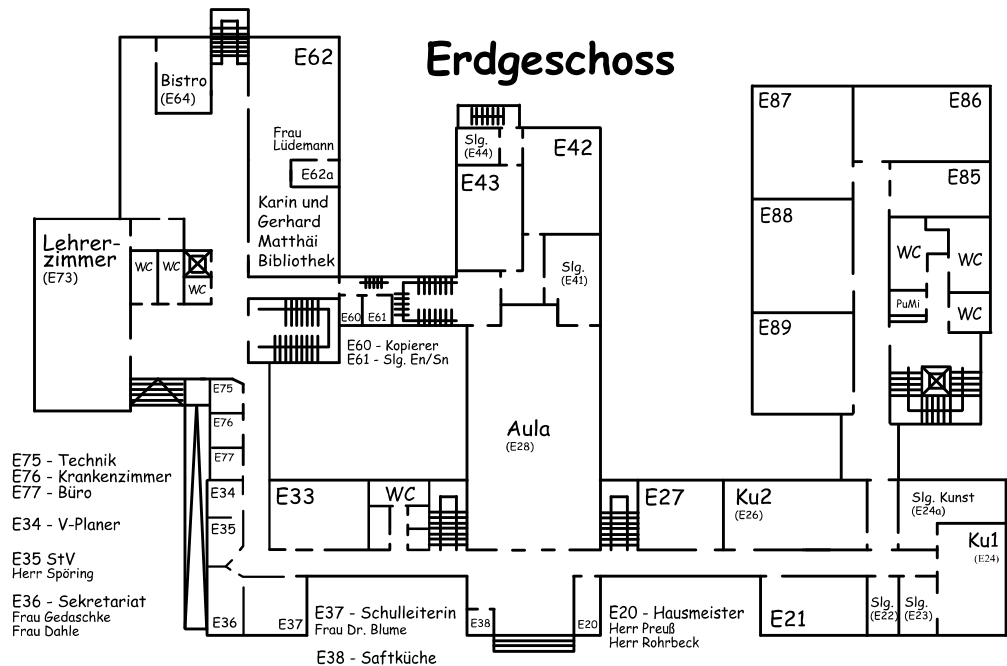 Erdgeschoss
E62
Bistro
(E64)
Frau
Lüdemann
E62a
Karin und
Gerhard
Matthäi
Bibliothek
Slg.
(E44)
E42
E43
Slg.
(E41)
E87
E86
E85
E88
WC
WC
PuMi
WC
E89
Lehrer-
zimmer
(E73)
WC
WC
WC
E60
E61
E60 - Kopierer
E61 - Slg. En/Sn
E75
E76
E77
E34
E35
E36
Aula
(E28)
E75 - Technik
E76 - Krankenzimmer
E77 - Büro
E34 - V-Planer
E35 StV
Herr Spöring
E36 - Sekretariat
Frau Gedaschke
Frau Dahle
E33
WC
E27
Ku2
(E26)
Slg. Kunst
(E24a)
Ku1
(E24)
E37
E37 - Schulleiterin
Frau Dr. Blume
E38 - Saftküche
E38
E20
E20 - Hausmeister
Herr Preuß
Herr Rohrbeck
E21
Slg.
(E22)
Slg.
(E23)